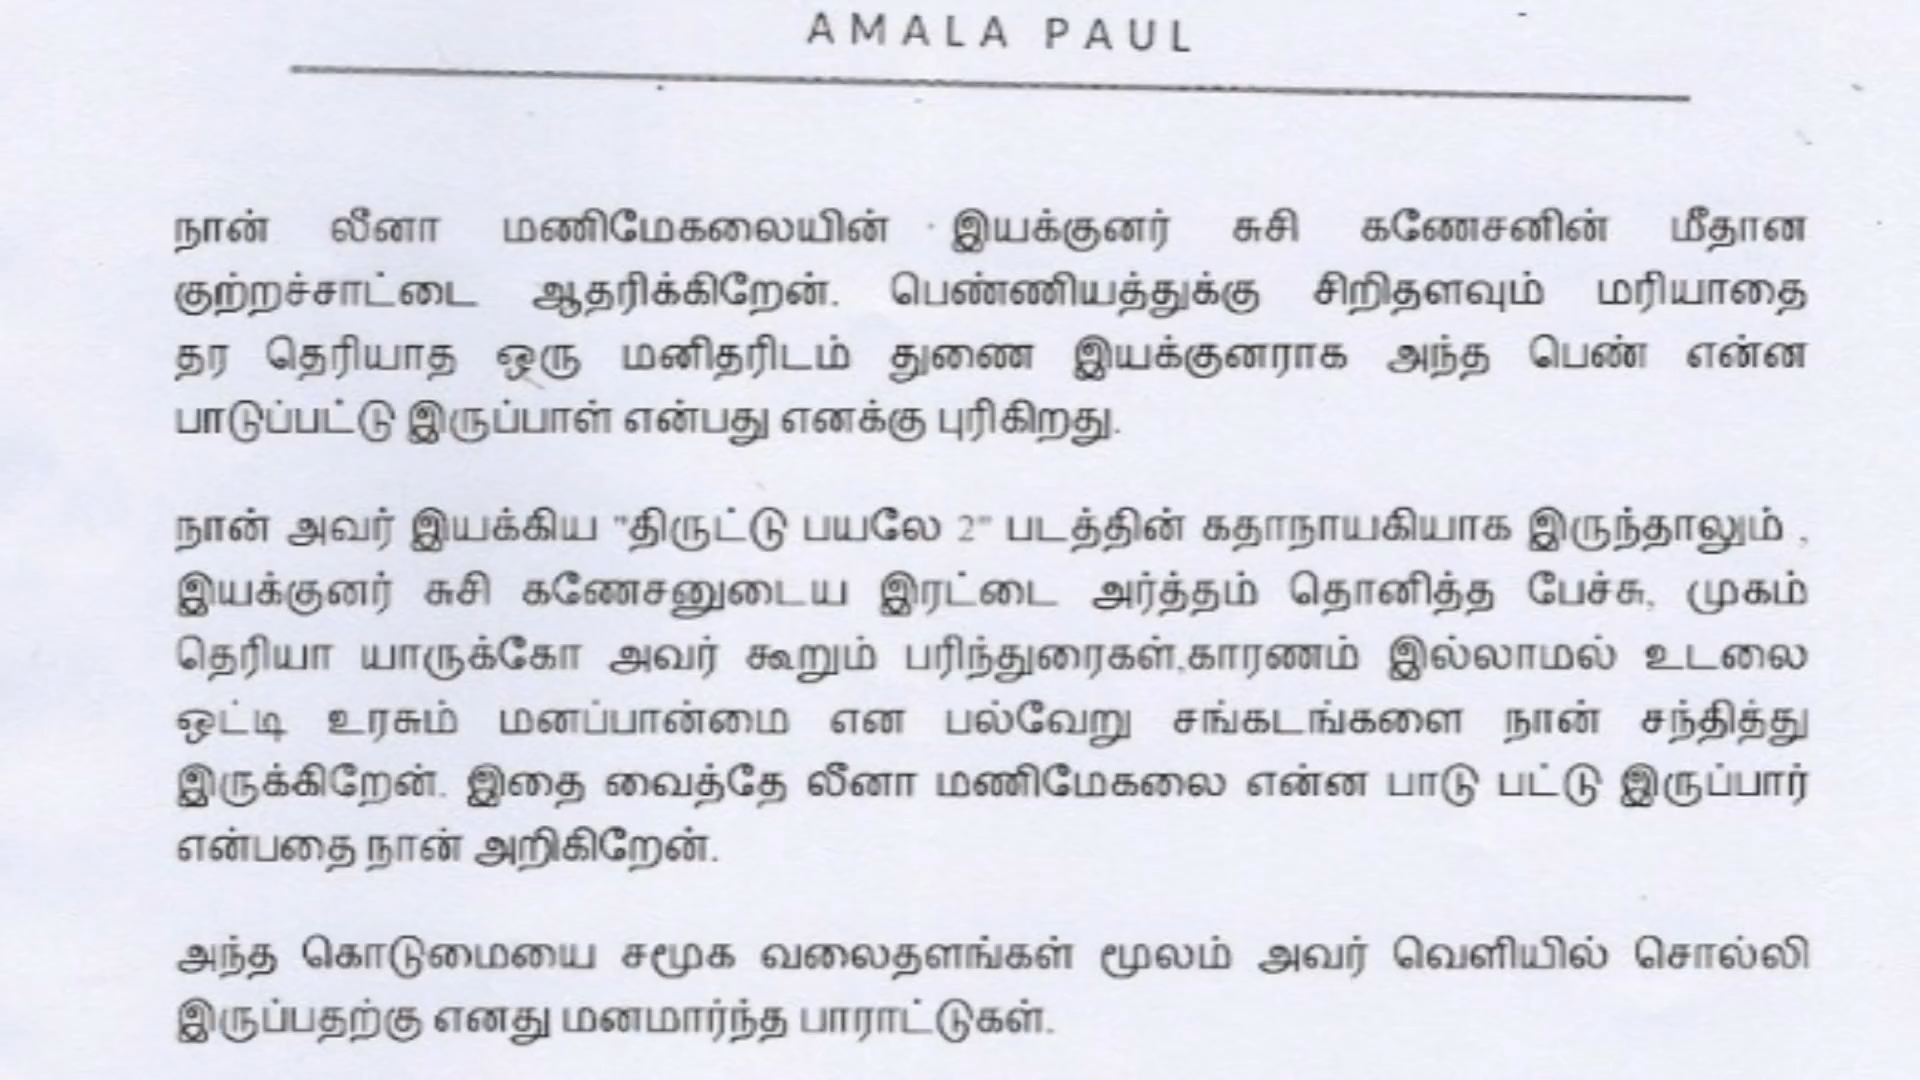 AMALA PAUL
நான் லீனா மணிமேகலையின் இயக்குனர் சுசி கணேசனின் மீதான
குற்றச்சாட்டை ஆதரிக்கிறேன். பெண்ணியத்துக்கு சிறிதளவும் மரியாதை
தர தெரியாத ஒரு மனிதரிடம் துணை இயக்குனராக அந்த பெண் என்ன
பாடுப்பட்டு இருப்பாள் என்பது எனக்கு புரிகிறது.
நான் அவர் இயக்கிய "திருட்டு பயலே 2" படத்தின் கதாநாயகியாக இருந்தாலும் ,
இயக்குனர் சுசி கணேசனுடைய இரட்டை அர்த்தம் தொனித்த பேச்சு, முகம்
தெரியா யாருக்கோ அவர் கூறும் பரிந்துரைகள்,காரணம் இல்லாமல் உடலை
ஒட்டி உரசும் மனப்பான்மை என பல்வேறு சங்கடங்களை நான் சந்தித்து
இருக்கிறேன். இதை வைத்தே லீனா மணிமேகலை என்ன பாடு பட்டு இருப்பார்
என்பதை நான் அறிகிறேன்.
அந்த கொடுமையை சமூக வலைதளங்கள் மூலம் அவர் வெளியில் சொல்லி
இருப்பதற்கு எனது மனமார்ந்த பாராட்டுகள்.